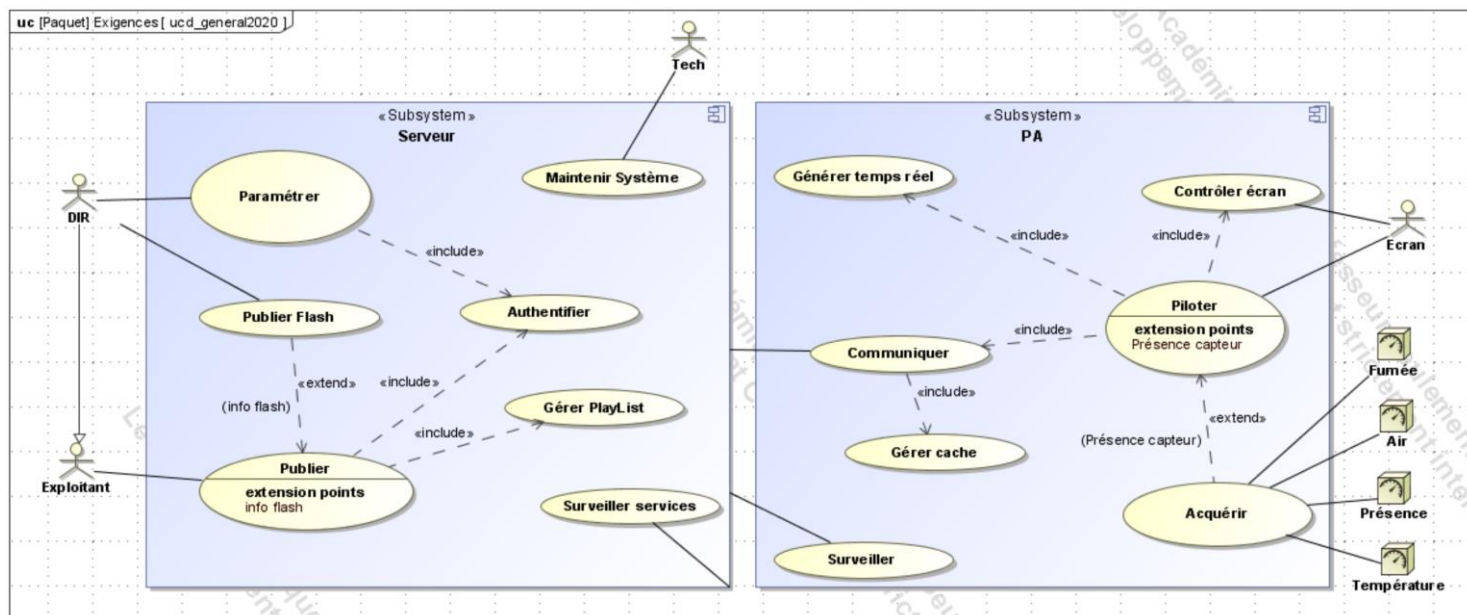 uc [Paquet] Exigences [ ucd_general2020 ]
Tech
«Subsystem»
Serveur
«Subsystem»
PA
Paramétrer
Maintenir Système
Générer temps réel
Contrôler écran
DIR
Ecran
«include»
«include»
«include»
Publier Flash
Authentifier
Piloter
extension points
Présence capteur
«include»
Communiquer
Fumée
«extend»
(info flash)
«include»
«include»
Gérer PlayList
«include»
«extend»
(Présence capteur)
Air
Gérer cache
Exploitant
Publier
extension points
info flash
Surveiller services
Acquérir
Présence
Surveiller
Température